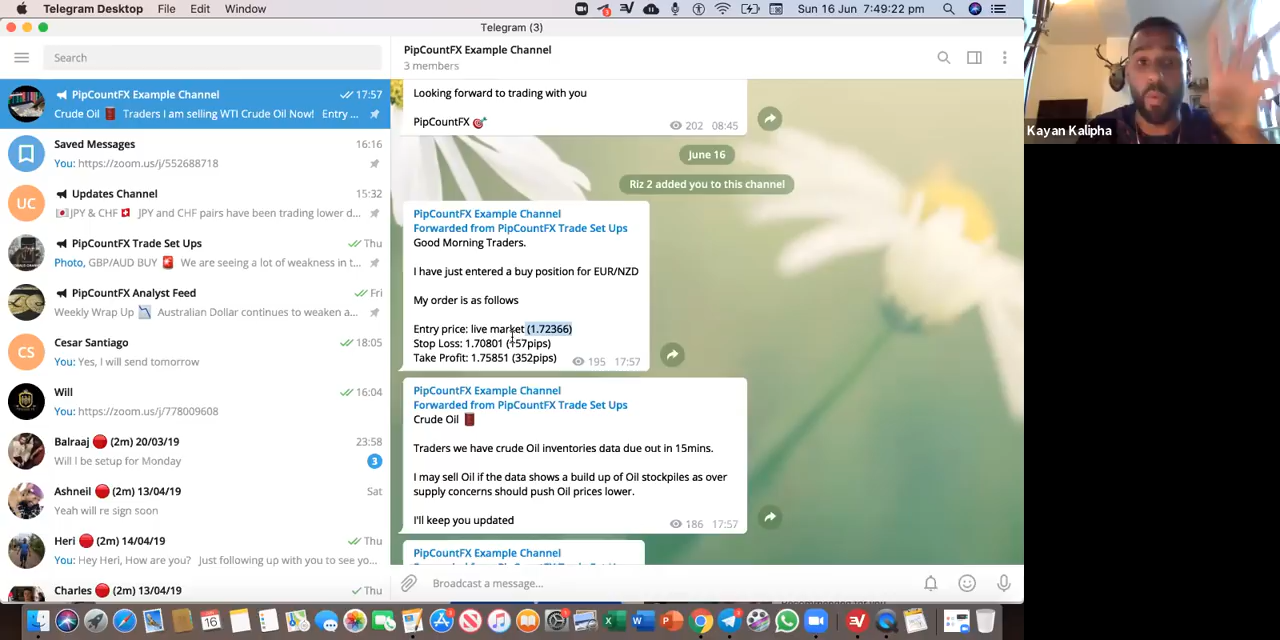 Telegram Desktop File Edit Window
Sun 16 Jun 7:49:22 pm
Telegram (3)
Search
PipCountFX Example Channel 17:57
Crude Oil Traders I am selling WTI Crude Oil Now! Entry ...
Saved Messages 16:16
You: https://zoom.us/j/552688718
UC
Updates Channel 15:32
JPY & CHF JPY and CHF pairs have been trading lower d...
PipCountFX Trade Set Ups Thu
Photo, GBP/AUD BUY We are seeing a lot of weakness in t...
PipCountFX Analyst Feed Fri
Weekly Wrap Up Australian Dollar continues to weaken a...
CS
Cesar Santiago 18:05
You: Yes, I will send tomorrow
Will 16:04
You: https://zoom.us/j/778009608
Balraaj (2m) 20/03/19 23:58
Will I be setup for Monday 3
Ashneil (2m) 13/04/19 Sat
Yeah will re sign soon
Heri (2m) 14/04/19 Thu
You: Hey Heri, How are you? Just following up with you to see yo...
Charles (2m) 13/04/19 Thu
PipCountFX Example Channel
3 members
Looking forward to trading with you
PipCountFX
202 08:45
June 16
Riz 2 added you to this channel
PipCountFX Example Channel
Forwarded from PipCountFX Trade Set Ups
Good Morning Traders.
I have just entered a buy position for EUR/NZD
My order is as follows
Entry price: live market (1.72366)
Stop Loss: 1.70801 (157pips)
Take Profit: 1.75851 (352pips) 195 17:57
PipCountFX Example Channel
Forwarded from PipCountFX Trade Set Ups
Crude Oil
Traders we have crude Oil inventories data due out in 15mins.
I may sell Oil if the data shows a build up of Oil stockpiles as over
supply concerns should push Oil prices lower.
I'll keep you updated
186 17:57
PipCountFX Example Channel
Broadcast a message...
Kayan Kalipha